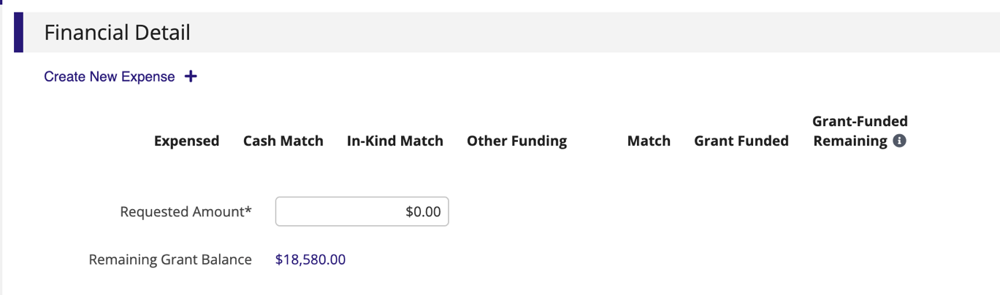 Financial Detail
Create New Expense +
Expensed Cash Match In-Kind Match Other Funding Match Grant Funded Grant-Funded Remaining
Requested Amount* $0.00
Remaining Grant Balance $18,580.00